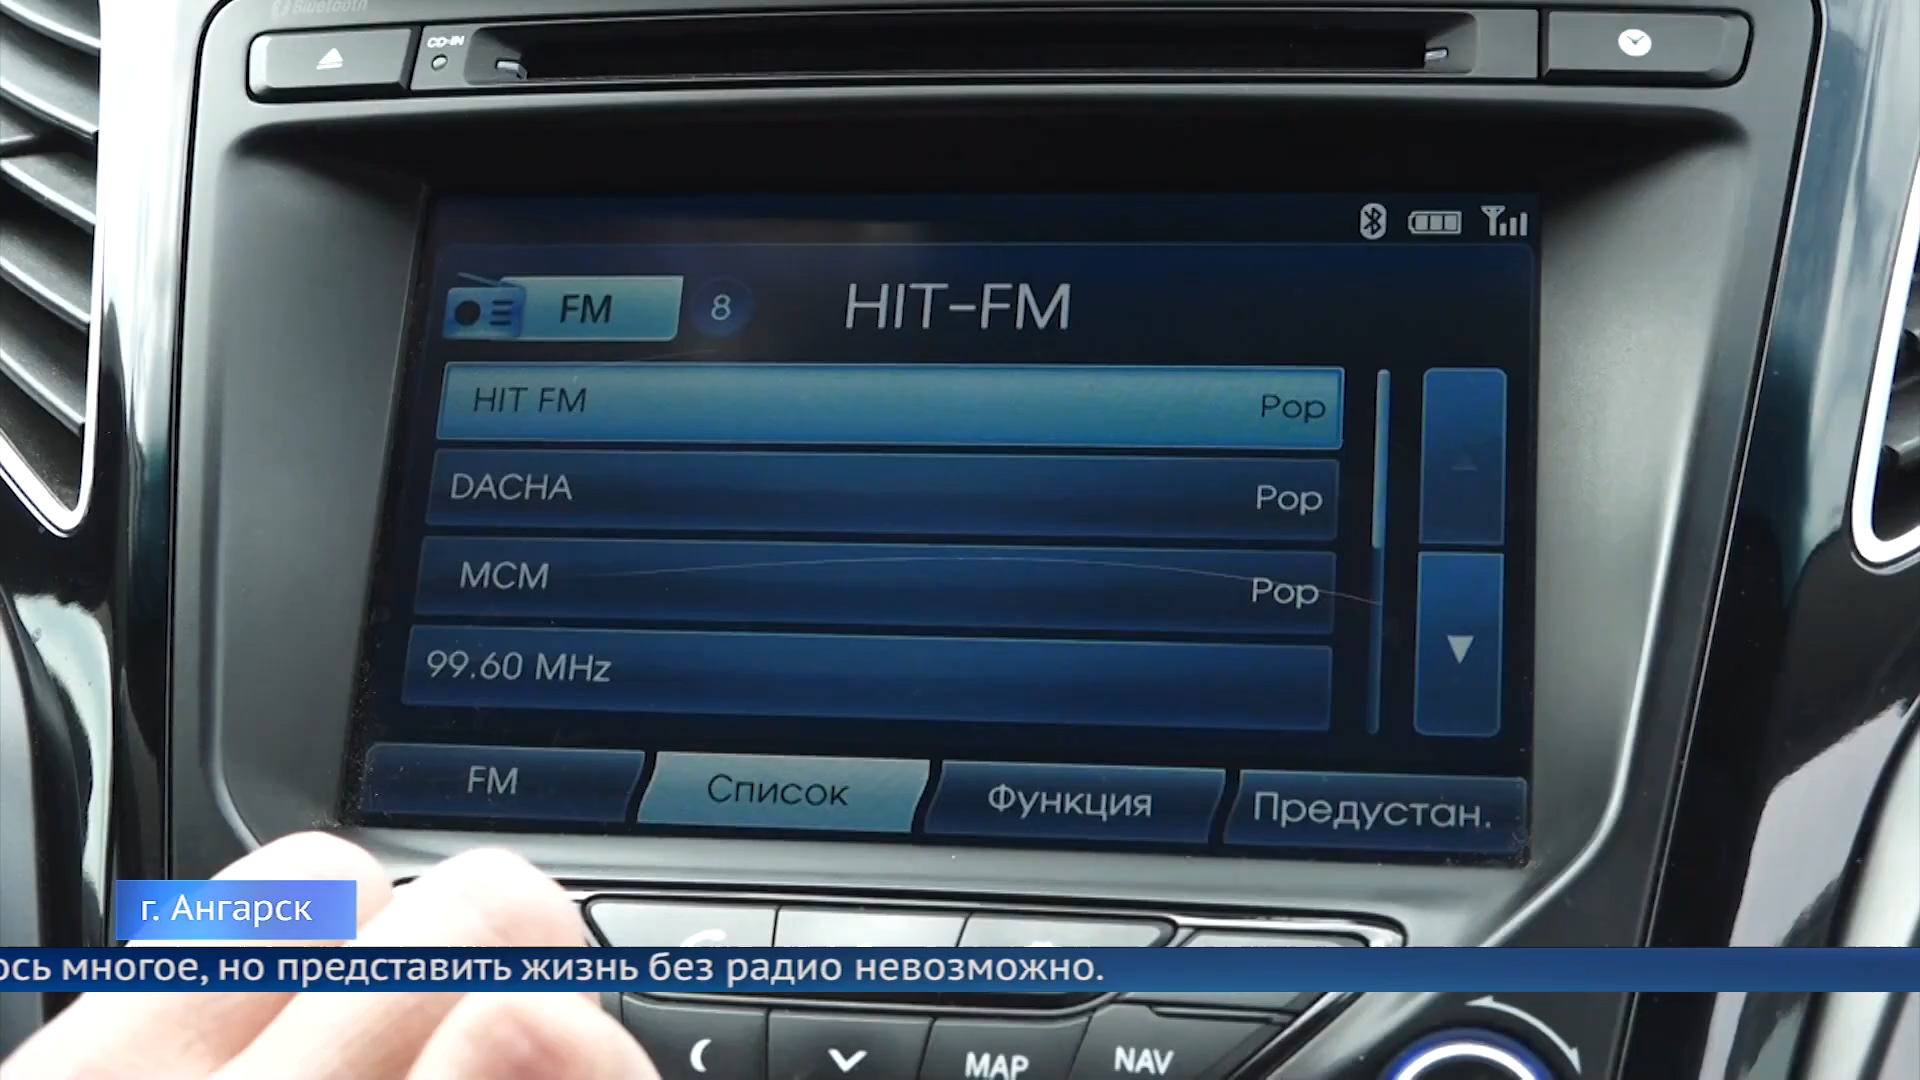 Bluetooth
CD-IN
FM 8 HIT-FM
HIT FM Pop
DACHA Pop
MCM Pop
99.60 MHz
FM Список Функция Предустан.
г. Ангарск
ось многое, но представить жизнь без радио невозможно.
MAP NAV